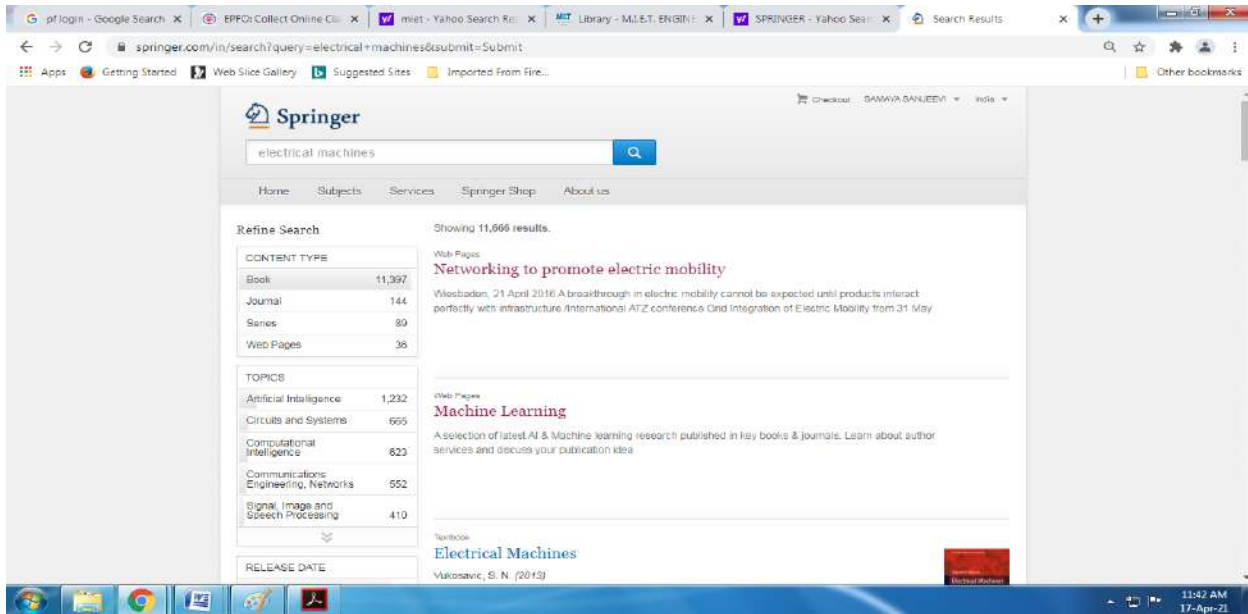 pf login - Google Search
EPFO: Collect Online Cla
miet - Yahoo Search Re
MIET Library - M.I.E.T. ENGINE
SPRINGER - Yahoo Sear
Search Results
springer.com/in/search?query=electrical+machines&submit=Submit
Apps Getting Started Web Slice Gallery Suggested Sites Imported From Fire... Other bookmarks
Checkout SAMAYA SANJEEVI India
Springer
electrical machines
Home Subjects Services Springer Shop About us
Refine Search
CONTENT TYPE
Book 11,397
Journal 144
Series 89
Web Pages 36
TOPICS
Artificial Intelligence 1,232
Circuits and Systems 665
Computational
Intelligence 623
Communications
Engineering, Networks 552
Signal, Image and
Speech Processing 410
RELEASE DATE
Showing 11,666 results.
Web Pages
Networking to promote electric mobility
Wiesbaden, 21 April 2016 A breakthrough in electric mobility cannot be expected until products interact
perfectly with infrastructure /International ATZ conference Grid Integration of Electric Mobility from 31 May
Web Pages
Machine Learning
A selection of latest AI & Machine learning research published in key books & journals. Learn about author
services and discuss your publication idea
Textbook
Electrical Machines
Vukosavic, S. N. (2013)
Electrical Machines
11:42 AM
17-Apr-21